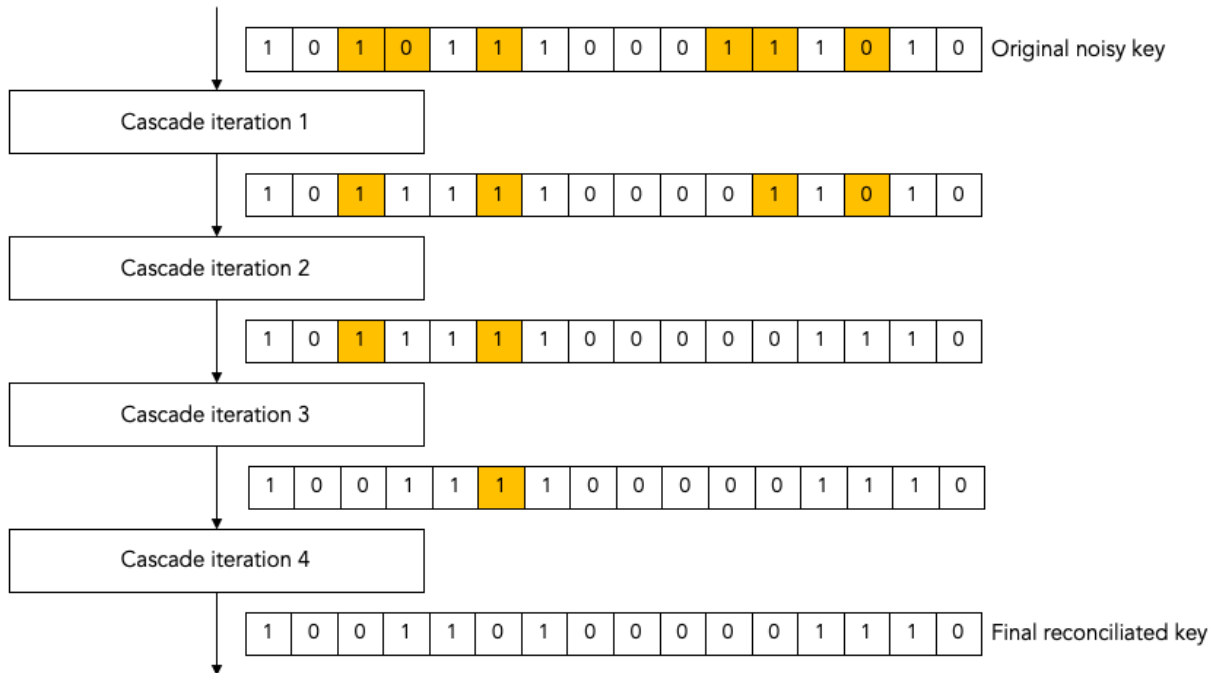 1 0 1 0 1 1 1 0 0 0 1 1 1 0 1 0 Original noisy key
Cascade iteration 1
1 0 1 1 1 1 1 0 0 0 0 1 1 0 1 0
Cascade iteration 2
1 0 1 1 1 1 1 0 0 0 0 0 1 1 1 0
Cascade iteration 3
1 0 0 1 1 1 1 0 0 0 0 0 1 1 1 0
Cascade iteration 4
1 0 0 1 1 0 1 0 0 0 0 0 1 1 1 0 Final reconciliated key